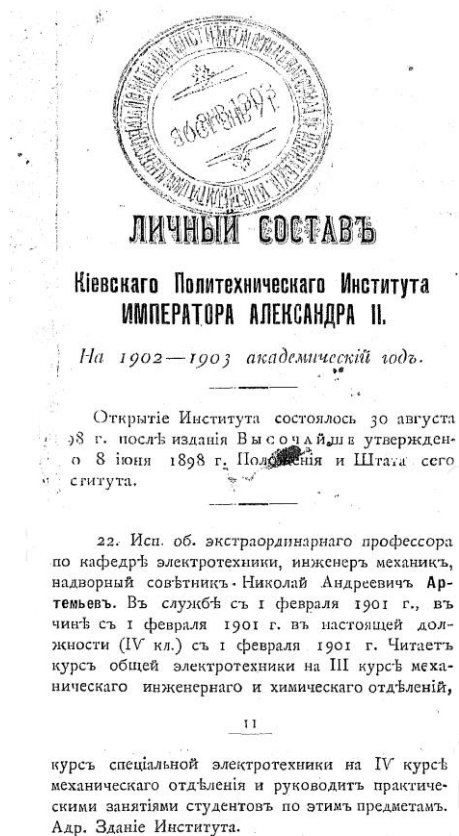 ЛИЧНЫЙ СОСТАВЪ
Кіевскаго Политехническаго Института
ИМПЕРАТОРА АЛЕКСАНДРА II.
На 1902—1903 академическій годъ.
Открытіе Института состоялось 30 августа
98 г. послѣ изданія Высочайше утвержден-
о 8 іюня 1898 г. Положенія и Штата сего
ститута.
22. Исп. об. экстраординарнаго профессора
по кафедрѣ электротехники, инженеръ механикъ,
надворный совѣтникъ - Николай Андреевичъ Ар-
темьевъ. Въ службѣ съ 1 февраля 1901 г., въ
чинѣ съ 1 февраля 1901 г. въ настоящей дол-
жности (IV кл.) съ 1 февраля 1901 г. Читаетъ
курсъ общей электротехники на III курсѣ меха-
ническаго инженернаго и химическаго отдѣленій,
11
курсъ спеціальной электротехники на IV курсѣ
механическаго отдѣленія и руководитъ практиче-
скими занятіями студентовъ по этимъ предметамъ.
Адр. Зданіе Института.